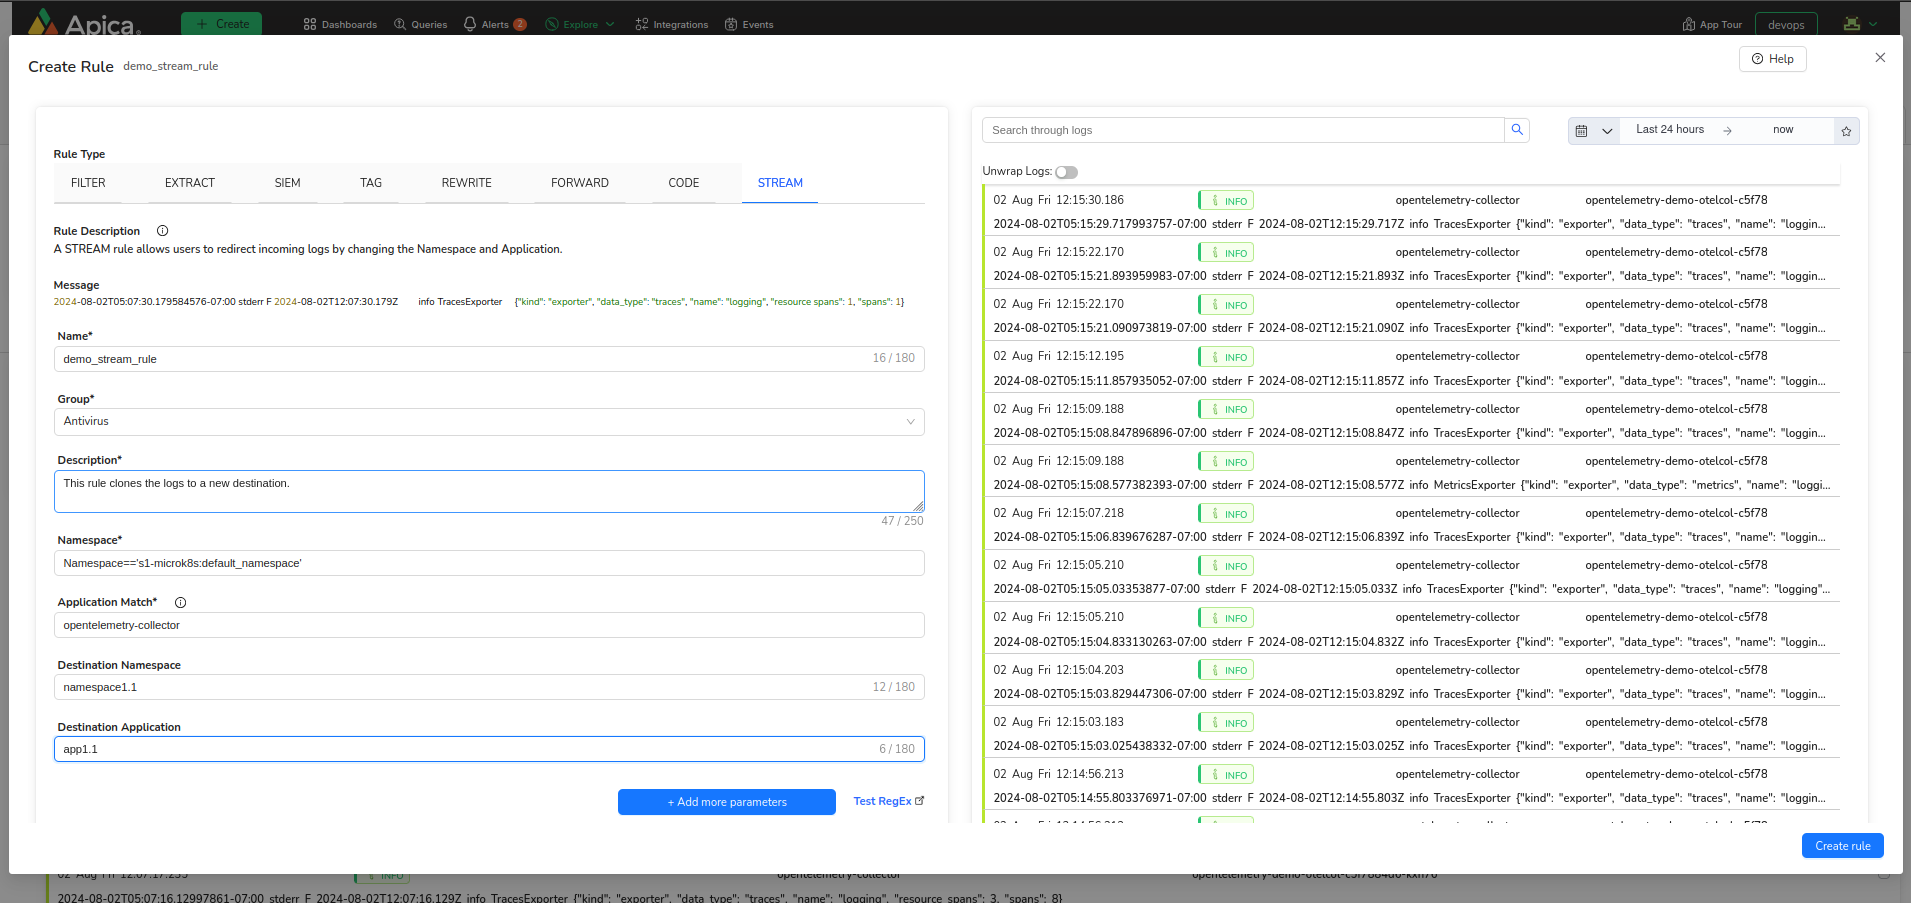 Apica
+ Create
Dashboards
Queries
Alerts 2
Explore
Integrations
Events
App Tour
devops
Create Rule demo_stream_rule
Help
Rule Type
FILTER EXTRACT SIEM TAG REWRITE FORWARD CODE STREAM
Rule Description
A STREAM rule allows users to redirect incoming logs by changing the Namespace and Application.
Message
2024-08-02T05:07:30.179584576-07:00 stderr F 2024-08-02T12:07:30.179Z info TracesExporter {"kind": "exporter", "data_type": "traces", "name": "logging", "resource spans": 1, "spans": 1}
Name*
demo_stream_rule 16 / 180
Group*
Antivirus
Description*
This rule clones the logs to a new destination.
47 / 250
Namespace*
Namespace=='s1-microk8s:default_namespace'
Application Match*
opentelemetry-collector
Destination Namespace
namespace1.1 12 / 180
Destination Application
app1.1 6 / 180
+ Add more parameters Test RegEx
Search through logs
Last 24 hours → now
Unwrap Logs:
02 Aug Fri 12:15:30.186 INFO opentelemetry-collector opentelemetry-demo-otelcol-c5f78
2024-08-02T05:15:29.717993757-07:00 stderr F 2024-08-02T12:15:29.717Z info TracesExporter {"kind": "exporter", "data_type": "traces", "name": "loggin...
02 Aug Fri 12:15:22.170 INFO opentelemetry-collector opentelemetry-demo-otelcol-c5f78
2024-08-02T05:15:21.893959983-07:00 stderr F 2024-08-02T12:15:21.893Z info TracesExporter {"kind": "exporter", "data_type": "traces", "name": "loggin...
02 Aug Fri 12:15:22.170 INFO opentelemetry-collector opentelemetry-demo-otelcol-c5f78
2024-08-02T05:15:21.090973819-07:00 stderr F 2024-08-02T12:15:21.090Z info TracesExporter {"kind": "exporter", "data_type": "traces", "name": "loggin...
02 Aug Fri 12:15:12.195 INFO opentelemetry-collector opentelemetry-demo-otelcol-c5f78
2024-08-02T05:15:11.857935052-07:00 stderr F 2024-08-02T12:15:11.857Z info TracesExporter {"kind": "exporter", "data_type": "traces", "name": "loggin...
02 Aug Fri 12:15:09.188 INFO opentelemetry-collector opentelemetry-demo-otelcol-c5f78
2024-08-02T05:15:08.847896896-07:00 stderr F 2024-08-02T12:15:08.847Z info TracesExporter {"kind": "exporter", "data_type": "traces", "name": "loggin...
02 Aug Fri 12:15:09.188 INFO opentelemetry-collector opentelemetry-demo-otelcol-c5f78
2024-08-02T05:15:08.577382393-07:00 stderr F 2024-08-02T12:15:08.577Z info MetricsExporter {"kind": "exporter", "data_type": "metrics", "name": "loggi...
02 Aug Fri 12:15:07.218 INFO opentelemetry-collector opentelemetry-demo-otelcol-c5f78
2024-08-02T05:15:06.839676287-07:00 stderr F 2024-08-02T12:15:06.839Z info TracesExporter {"kind": "exporter", "data_type": "traces", "name": "loggin...
02 Aug Fri 12:15:05.210 INFO opentelemetry-collector opentelemetry-demo-otelcol-c5f78
2024-08-02T05:15:05.03353877-07:00 stderr F 2024-08-02T12:15:05.033Z info TracesExporter {"kind": "exporter", "data_type": "traces", "name": "logging"...
02 Aug Fri 12:15:05.210 INFO opentelemetry-collector opentelemetry-demo-otelcol-c5f78
2024-08-02T05:15:04.833130263-07:00 stderr F 2024-08-02T12:15:04.832Z info TracesExporter {"kind": "exporter", "data_type": "traces", "name": "loggin...
02 Aug Fri 12:15:04.203 INFO opentelemetry-collector opentelemetry-demo-otelcol-c5f78
2024-08-02T05:15:03.829447306-07:00 stderr F 2024-08-02T12:15:03.829Z info TracesExporter {"kind": "exporter", "data_type": "traces", "name": "loggin...
02 Aug Fri 12:15:03.183 INFO opentelemetry-collector opentelemetry-demo-otelcol-c5f78
2024-08-02T05:15:03.025438332-07:00 stderr F 2024-08-02T12:15:03.025Z info TracesExporter {"kind": "exporter", "data_type": "traces", "name": "loggin...
02 Aug Fri 12:14:56.213 INFO opentelemetry-collector opentelemetry-demo-otelcol-c5f78
2024-08-02T05:14:55.803376971-07:00 stderr F 2024-08-02T12:14:55.803Z info TracesExporter {"kind": "exporter", "data_type": "traces", "name": "loggin...
Create rule
2024-08-02T05:07:16.12997861-07:00 stderr F 2024-08-02T12:07:16.129Z info TracesExporter {"kind": "exporter", "data_type": "traces", "name": "logging", "resource spans": 3, "spans": 8}